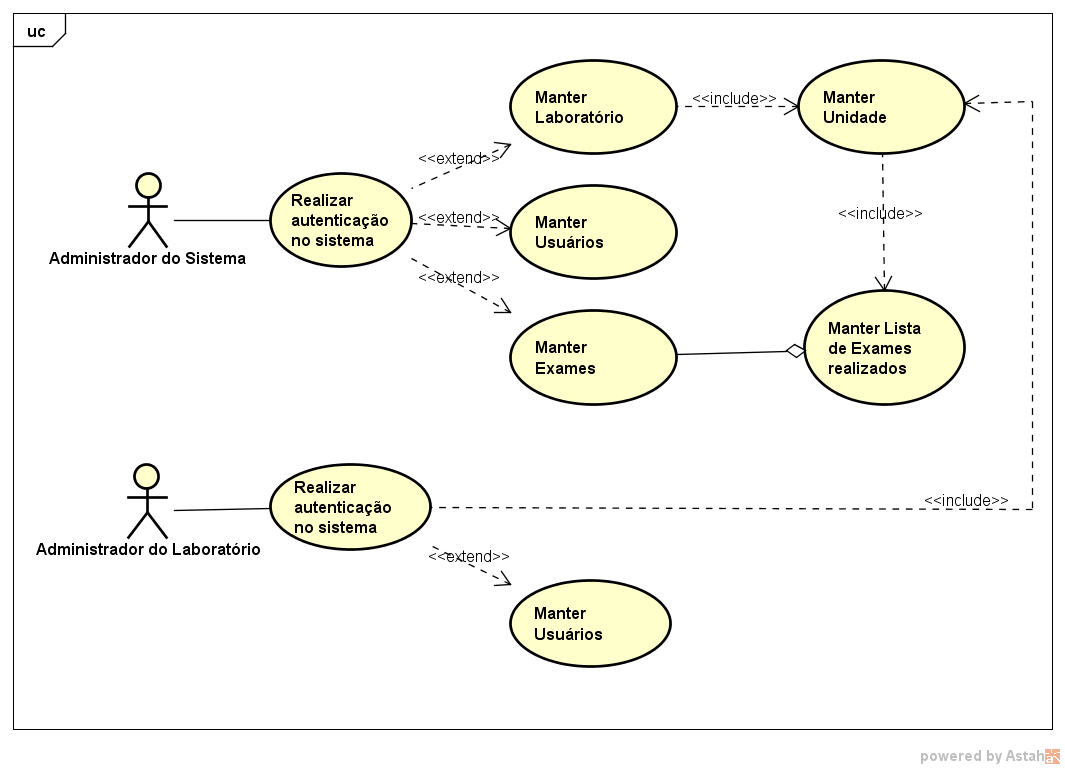 uc
Manter
Laboratório
<<include>>
Manter
Unidade
<<extend>>
Realizar
autenticação
no sistema
<<extend>>
Manter
Usuários
<<include>>
Administrador do Sistema
<<extend>>
Manter
Exames
Manter Lista
de Exames
realizados
Realizar
autenticação
no sistema
<<include>>
Administrador do Laboratório
<<extend>>
Manter
Usuários
powered by Astah